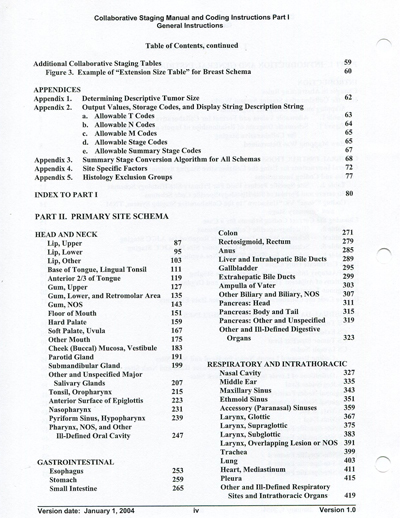 Collaborative Staging Manual and Coding Instructions Part I
General Instructions
Table of Contents, continued
Additional Collaborative Staging Tables 59
Figure 3. Example of "Extension Size Table" for Breast Schema 60
APPENDICES
Appendix 1. Determining Descriptive Tumor Size 62
Appendix 2. Output Values, Storage Codes, and Display String Description String
a. Allowable T Codes 63
b. Allowable N Codes 64
c. Allowable M Codes 65
d. Allowable Stage Codes 65
e. Allowable Summary Stage Codes 67
Appendix 3. Summary Stage Conversion Algorithm for All Schemas 68
Appendix 4. Site Specific Factors 72
Appendix 5. Histology Exclusion Groups 77
INDEX TO PART I 80
PART II. PRIMARY SITE SCHEMA
HEAD AND NECK
Lip, Upper 87
Lip, Lower 95
Lip, Other 103
Base of Tongue, Lingual Tonsil 111
Anterior 2/3 of Tongue 119
Gum, Upper 127
Gum, Lower, and Retromolar Area 135
Gum, NOS 143
Floor of Mouth 151
Hard Palate 159
Soft Palate, Uvula 167
Other Mouth 175
Cheek (Buccal) Mucosa, Vestibule 183
Parotid Gland 191
Submandibular Gland 199
Other and Unspecified Major
Salivary Glands 207
Tonsil, Oropharynx 215
Anterior Surface of Epiglottis 223
Nasopharynx 231
Pyriform Sinus, Hypopharynx 239
Pharynx, NOS, and Other
Ill-Defined Oral Cavity 247
GASTROINTESTINAL
Esophagus 253
Stomach 259
Small Intestine 265
Colon 271
Rectosigmoid, Rectum 279
Anus 285
Liver and Intrahepatic Bile Ducts 289
Gallbladder 295
Extrahepatic Bile Ducts 299
Ampulla of Vater 303
Other Biliary and Biliary, NOS 307
Pancreas: Head 311
Pancreas: Body and Tail 315
Pancreas: Other and Unspecified 319
Other and Ill-Defined Digestive
Organs 323
RESPIRATORY AND INTRATHORACIC
Nasal Cavity 327
Middle Ear 335
Maxillary Sinus 343
Ethmoid Sinus 351
Accessory (Paranasal) Sinuses 359
Larynx, Glottic 367
Larynx, Supraglottic 375
Larynx, Subglottic 383
Larynx, Overlapping Lesion or NOS 391
Trachea 399
Lung 403
Heart, Mediastinum 411
Pleura 415
Other and Ill-Defined Respiratory
Sites and Intrathoracic Organs 419
Version date: January 1, 2004 iv Version 1.0